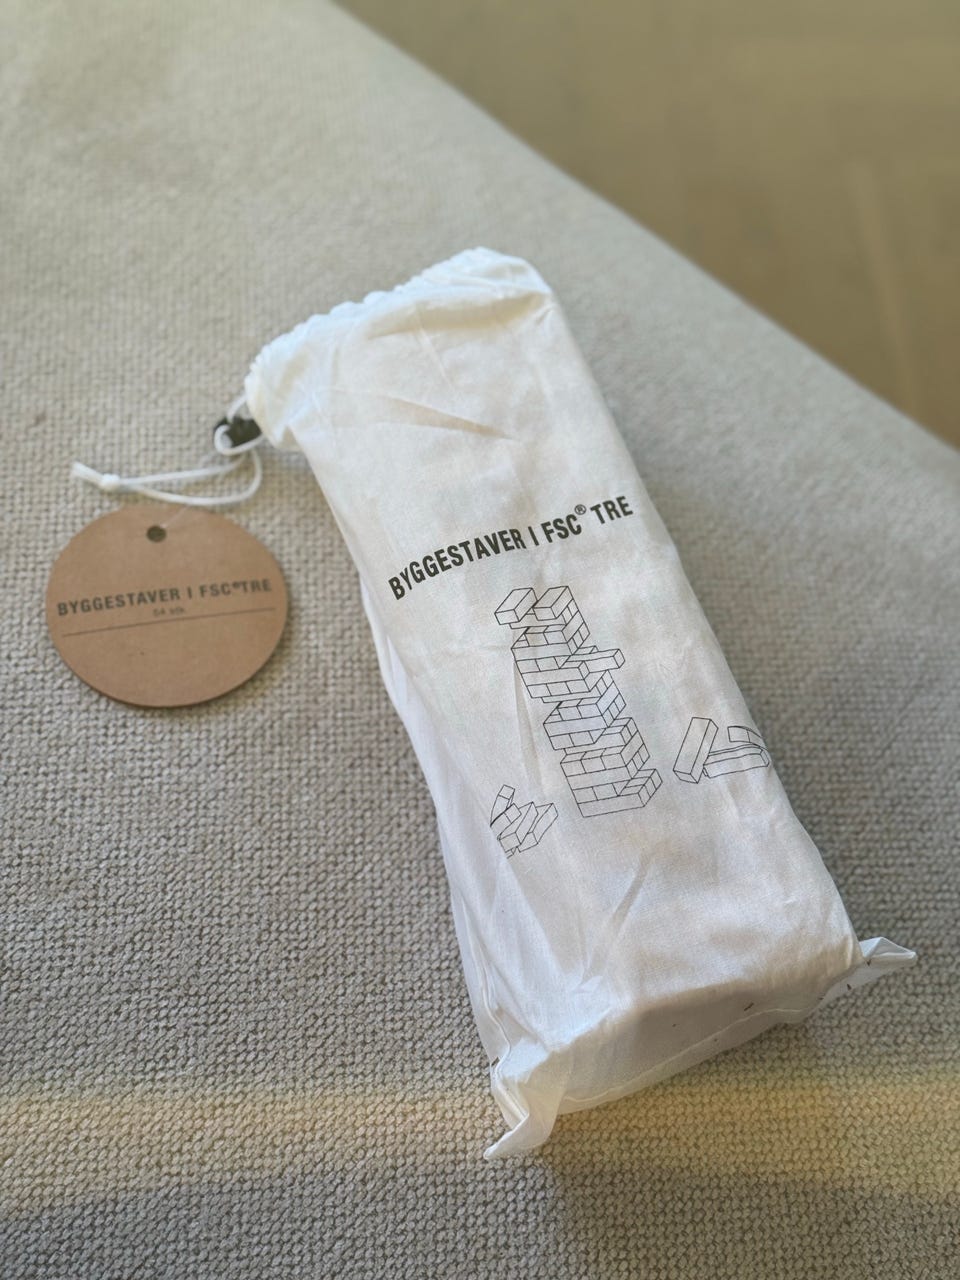 BYGGESTAVER I FSC® TRE
BYGGESTAVER I FSC®TRE
54 stk